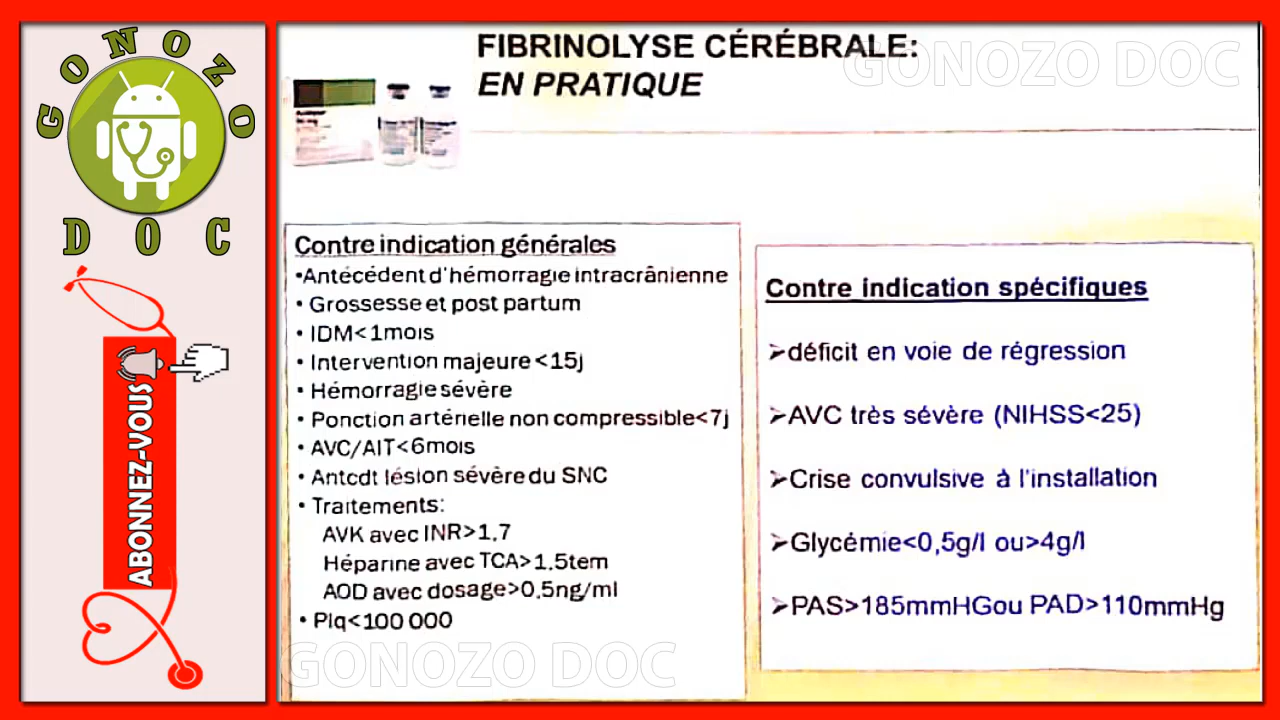 GONOZO
DOC
ABONNEZ-VOUS
FIBRINOLYSE CÉRÉBRALE:
EN PRATIQUE
GONOZO DOC
Contre indication générales
•Antécédent d'hémorragie intracrânienne
• Grossesse et post partum
• IDM<1mois
• Intervention majeure <15j
• Hémorragie sévère
• Ponction artérielle non compressible<7j
• AVC/AIT<6mois
• Antcdt lésion sévère du SNC
• Traitements:
AVK avec INR>1,7
Héparine avec TCA>1,5tem
AOD avec dosage>0,5ng/ml
• Plq<100 000
Contre indication spécifiques
➢déficit en voie de régression
➢AVC très sévère (NIHSS<25)
➢Crise convulsive à l'installation
➢Glycémie<0,5g/l ou>4g/l
➢PAS>185mmHGou PAD>110mmHg
GONOZO DOC